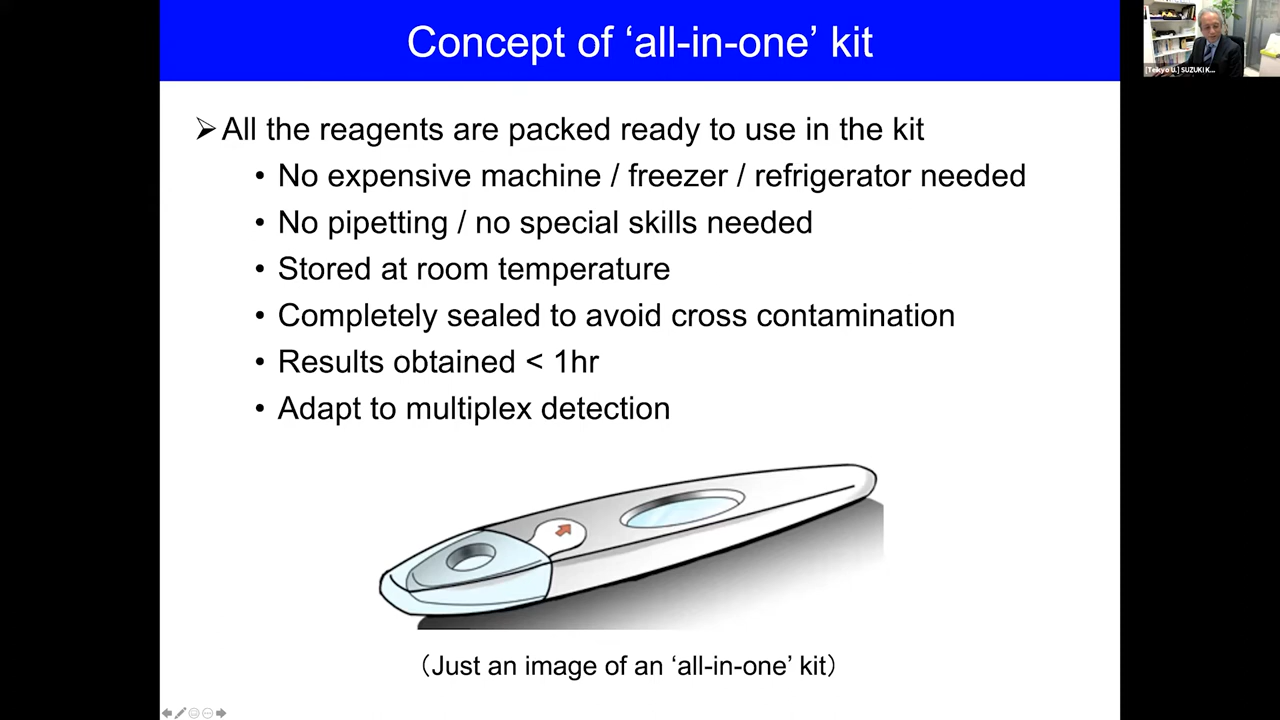 Concept of ‘all-in-one’ kit
➢All the reagents are packed ready to use in the kit
• No expensive machine / freezer / refrigerator needed
• No pipetting / no special skills needed
• Stored at room temperature
• Completely sealed to avoid cross contamination
• Results obtained < 1hr
• Adapt to multiplex detection
（Just an image of an ‘all-in-one’ kit）
[Teikyo U.] SUZUKI K...